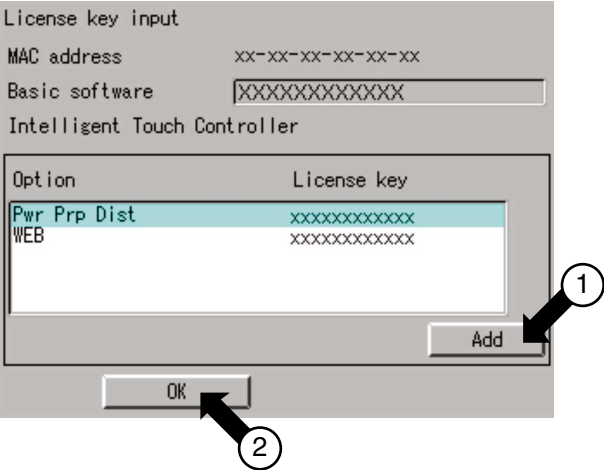 License key input
MAC address xx-xx-xx-xx-xx-xx
Basic software XXXXXXXXXXXX
Intelligent Touch Controller
Option License key
Pwr Prp Dist xxxxxxxxxxxx
WEB xxxxxxxxxxxx
1
Add
OK
2